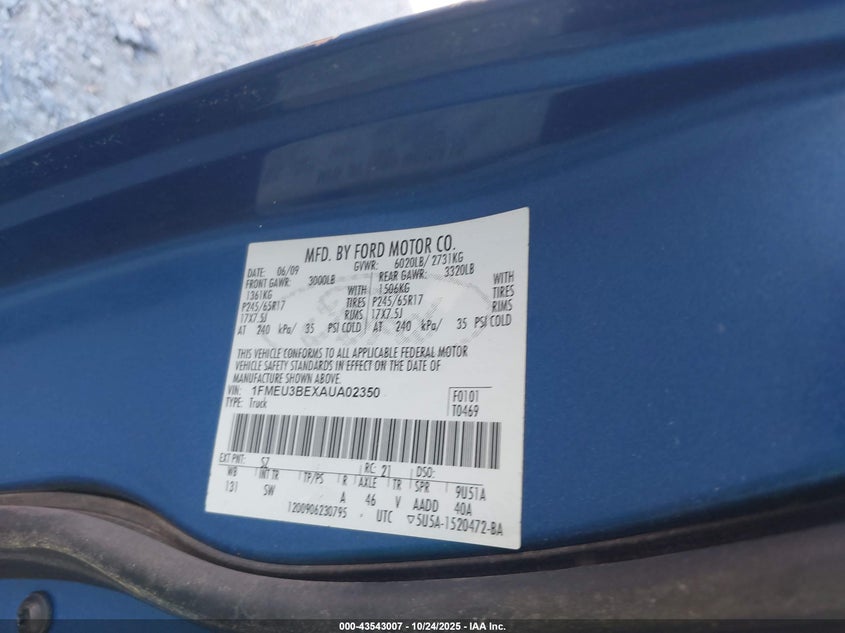 MFD. BY FORD MOTOR CO.
DATE: 06/09 GVWR: 6020LB/ 2731KG
FRONT GAWR: 3000LB REAR GAWR: 3320LB
1361KG WITH 1506KG WITH
P245/65R17 TIRES P245/65R17 TIRES
17X7.5J RIMS 17X7.5J RIMS
AT 240 kPa/ 35 PSI COLD AT 240 kPa/ 35 PSI COLD
THIS VEHICLE CONFORMS TO ALL APPLICABLE FEDERAL MOTOR
VEHICLE SAFETY STANDARDS IN EFFECT ON THE DATE OF
MANUFACTURE SHOWN ABOVE.
VIN: 1FMEU3BEXAUA02350 F0101
TYPE: Truck T0469
EXT PNT: SZ RC: 21 DSO:
WB INT TR TP/PS R AXLE TR SPR 9U51A
131 SW A 46 V AADD 40A
1200906230795 UTC ▽5U5A-1520472-BA
000-43543007 - 10/24/2025 - IAA Inc.